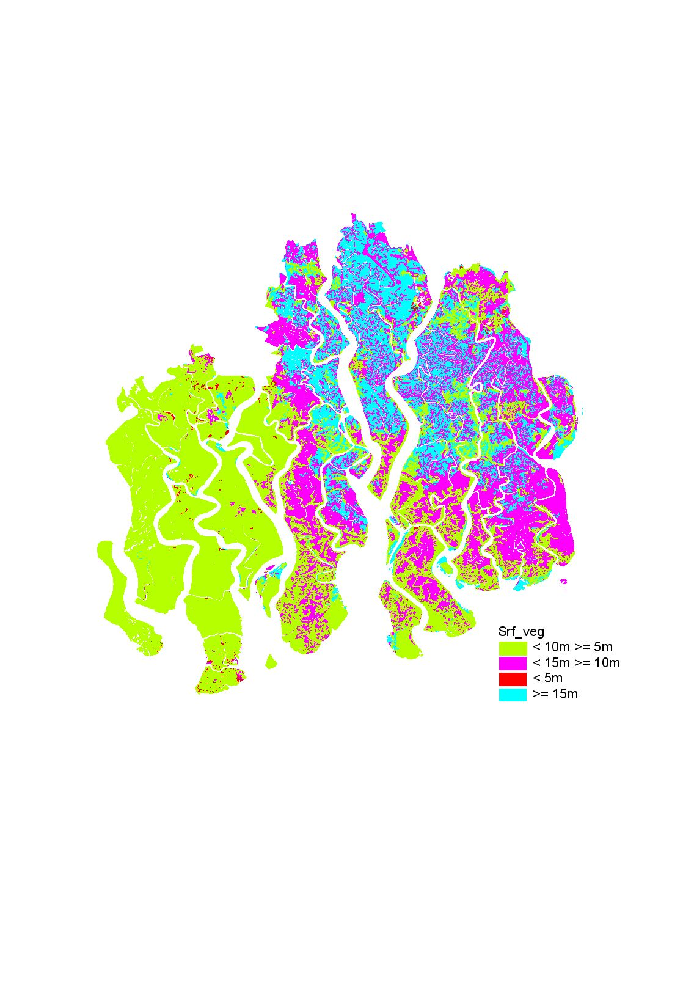 Srf_veg
< 10m >= 5m
< 15m >= 10m
< 5m
>= 15m